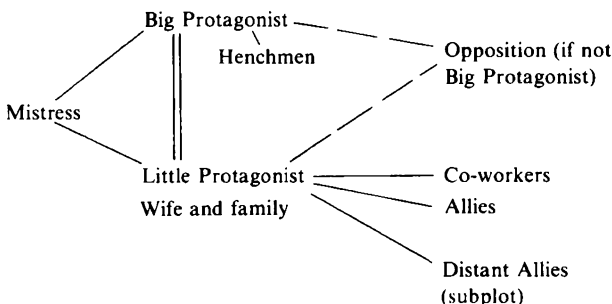 Big Protagonist
Henchmen
Opposition (if not
Big Protagonist)
Mistress
Little Protagonist
Wife and family
Co-workers
Allies
Distant Allies
(subplot)